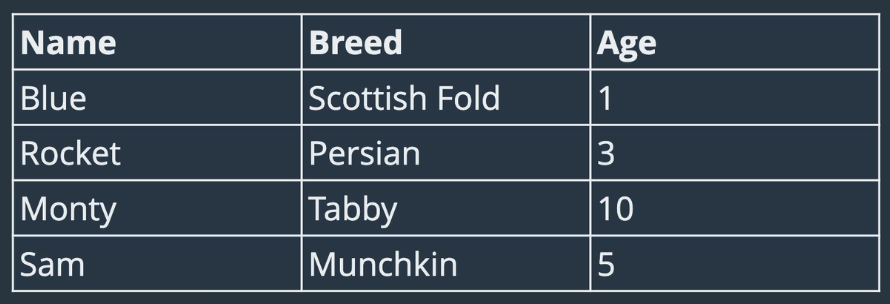 Name Breed Age
Blue Scottish Fold 1
Rocket Persian 3
Monty Tabby 10
Sam Munchkin 5